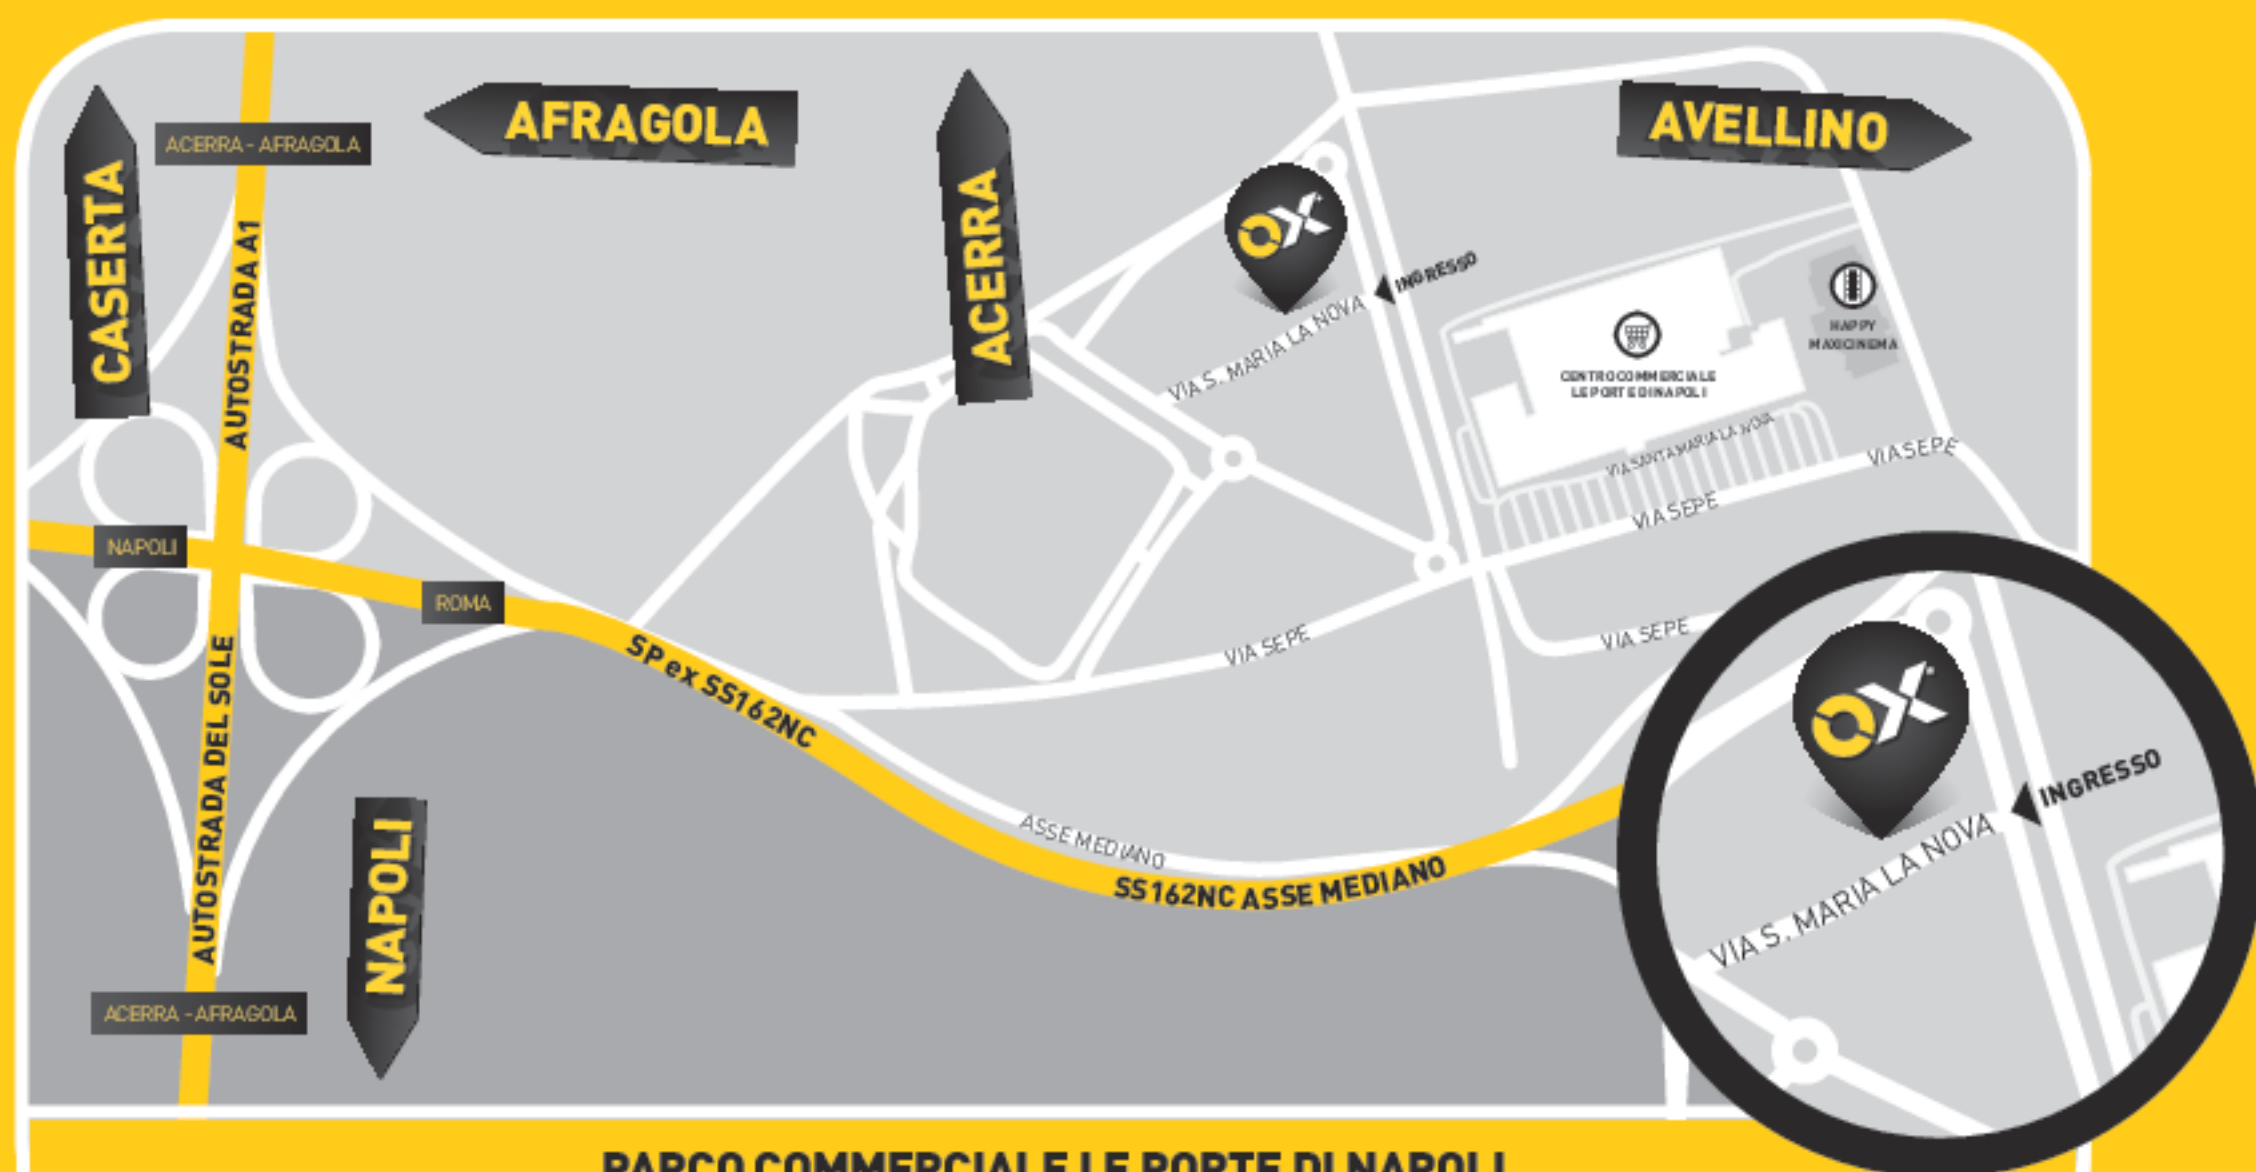 AFRAGOLA
AVELLINO
ACERRA - AFRAGOLA
CASERTA
ACERRA
OX
AUTOSTRADA A1
INGRESSO
VIA S. MARIA LA NOVA
HAPPY
MAXICINEMA
CENTRO COMMERCIALE
LE PORTE DI NAPOLI
VIA SANTA MARIA LA NOVA
VIA SEPE
VIA SEPE
NAPOLI
ROMA
VIA SEPE
VIA SEPE
SP ex SS162NC
AUTOSTRADA DEL SOLE
OX
INGRESSO
VIA S. MARIA LA NOVA
NAPOLI
ASSE MEDIANO
SS162NC ASSE MEDIANO
ACERRA - AFRAGOLA
PARCO COMMERCIALE LE PORTE DI NAPOLI